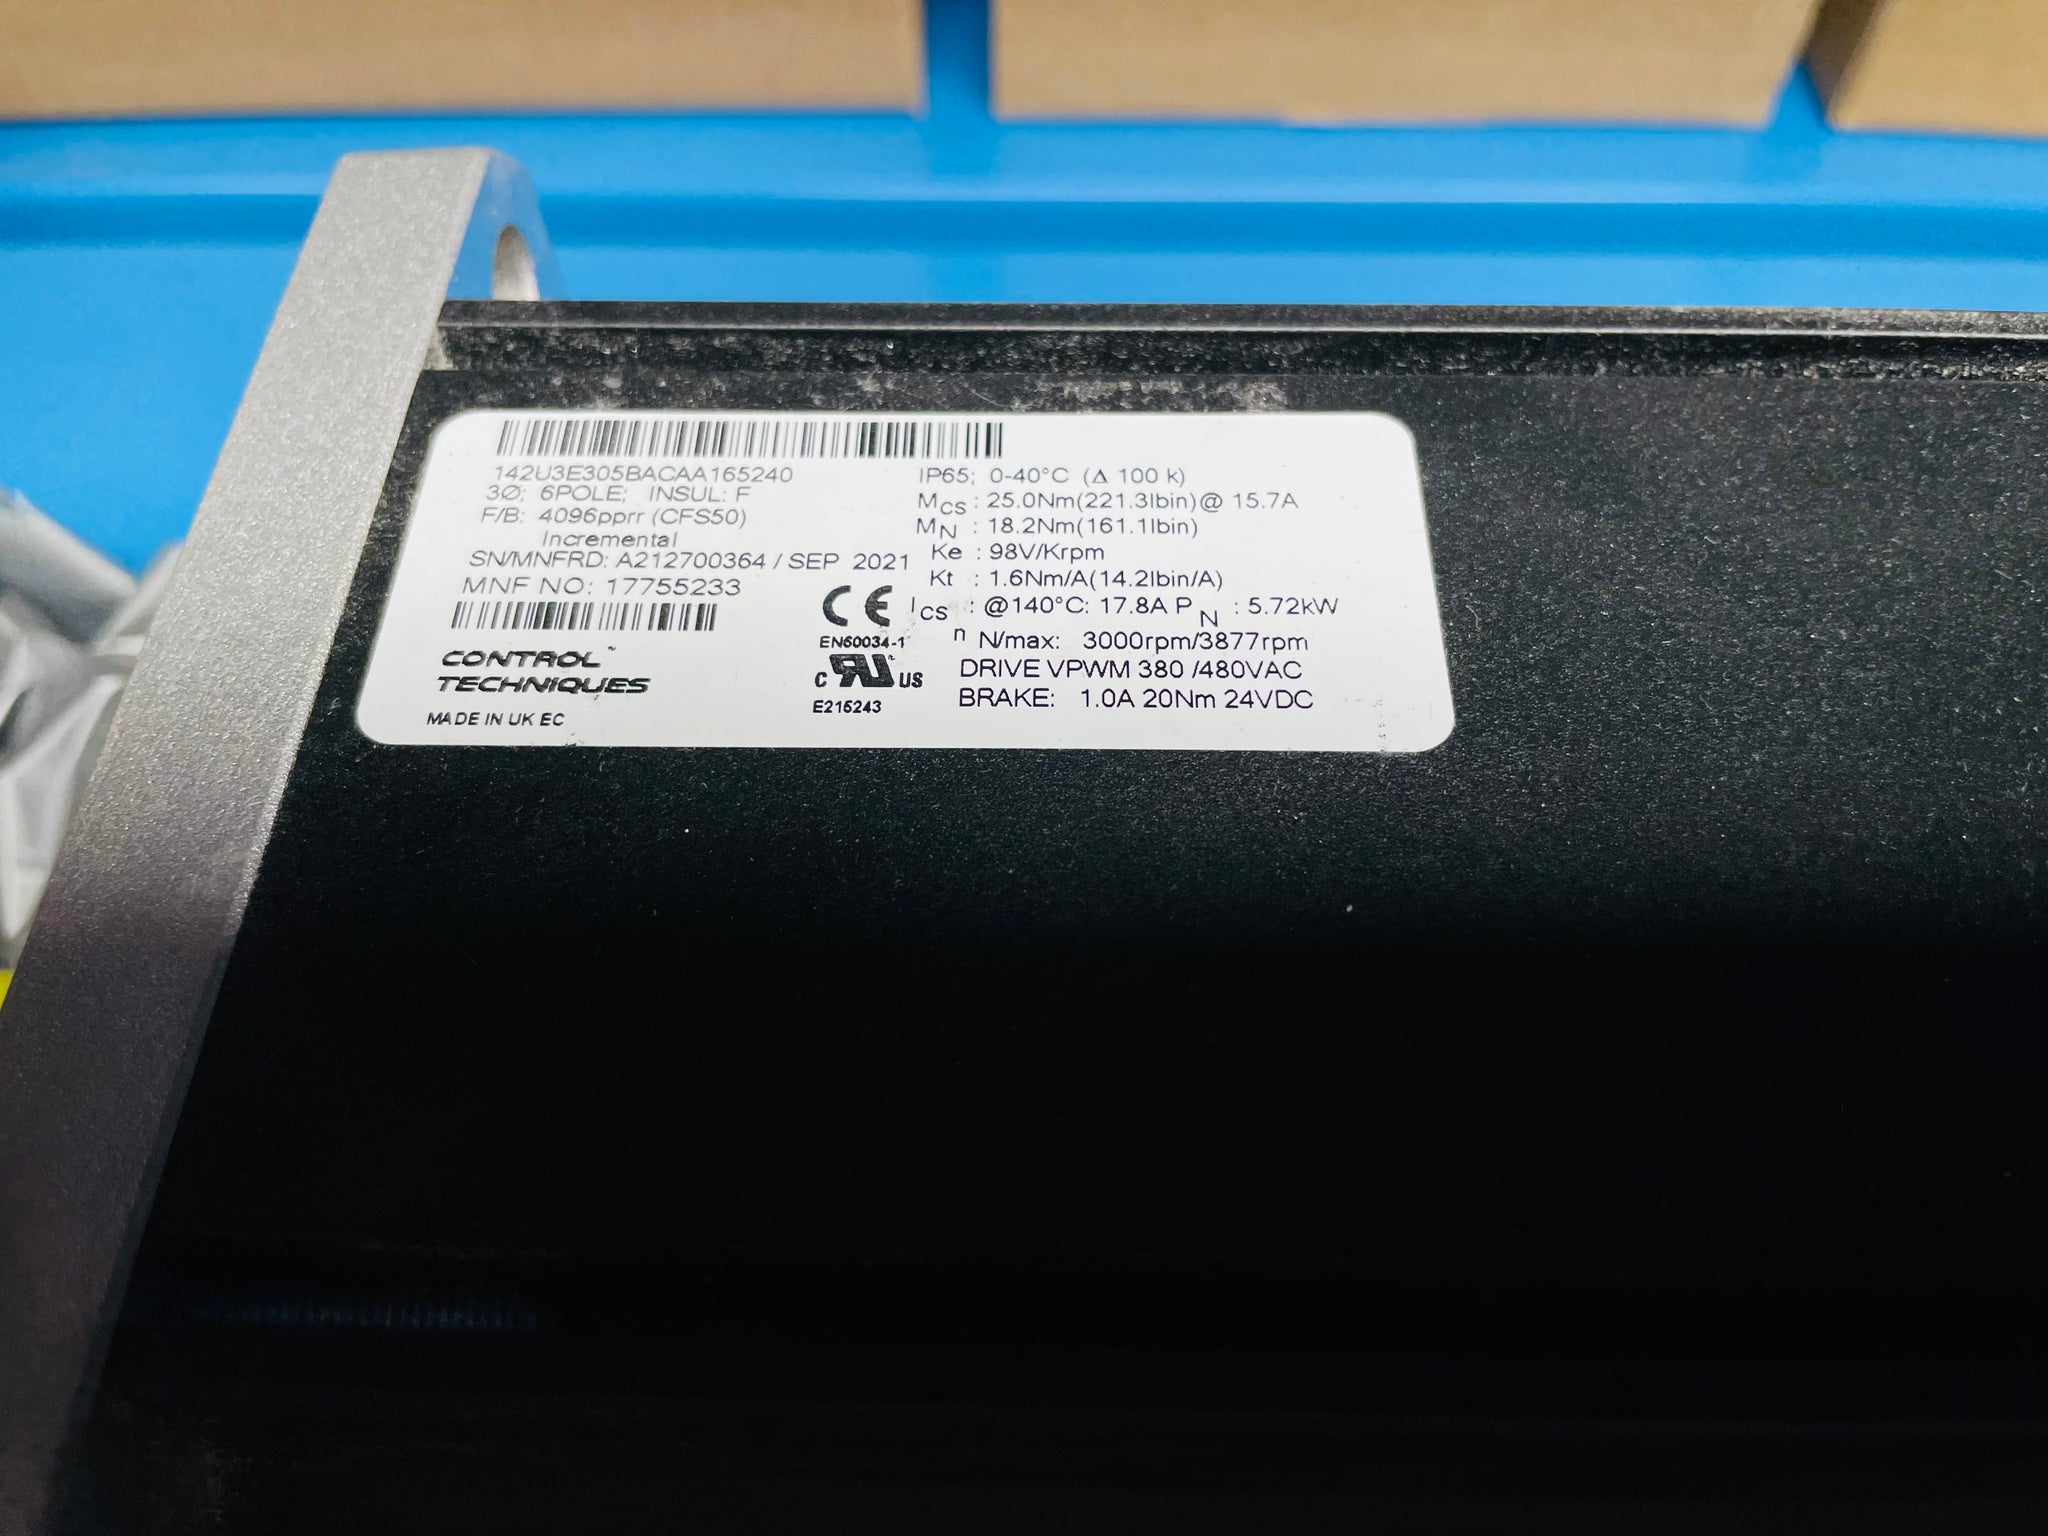 142U3E305BACAA165240
3Ø; 6POLE; INSUL: F
F/B: 4096pprr (CFS50)
Incremental
SN/MNFRD: A212700364 / SEP 2021
MNF NO: 17755233
CONTROL
TECHNIQUES
MADE IN UK EC
CE
EN60034-1
C RU US
E215243
IP65; 0-40°C (Δ 100 k)
MCS : 25.0Nm(221.3lbin)@ 15.7A
MN : 18.2Nm(161.1lbin)
Ke : 98V/Krpm
Kt : 1.6Nm/A(14.2lbin/A)
ICS : @140°C: 17.8A PN : 5.72kW
n N/max: 3000rpm/3877rpm
DRIVE VPWM 380 /480VAC
BRAKE: 1.0A 20Nm 24VDC